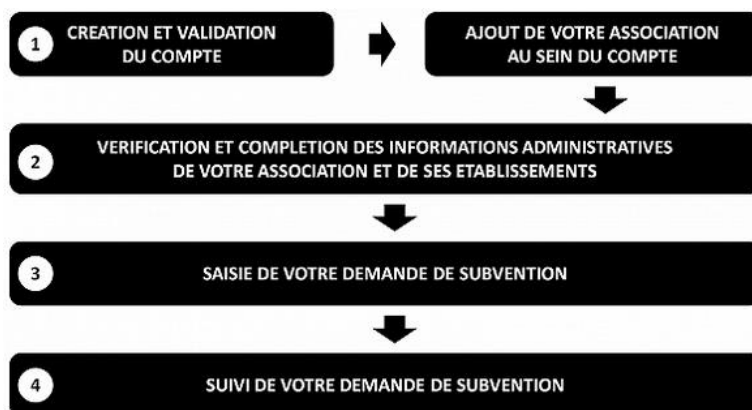 1
CREATION ET VALIDATION
DU COMPTE
AJOUT DE VOTRE ASSOCIATION
AU SEIN DU COMPTE
2
VERIFICATION ET COMPLETION DES INFORMATIONS ADMINISTRATIVES
DE VOTRE ASSOCIATION ET DE SES ETABLISSEMENTS
3
SAISIE DE VOTRE DEMANDE DE SUBVENTION
4
SUIVI DE VOTRE DEMANDE DE SUBVENTION